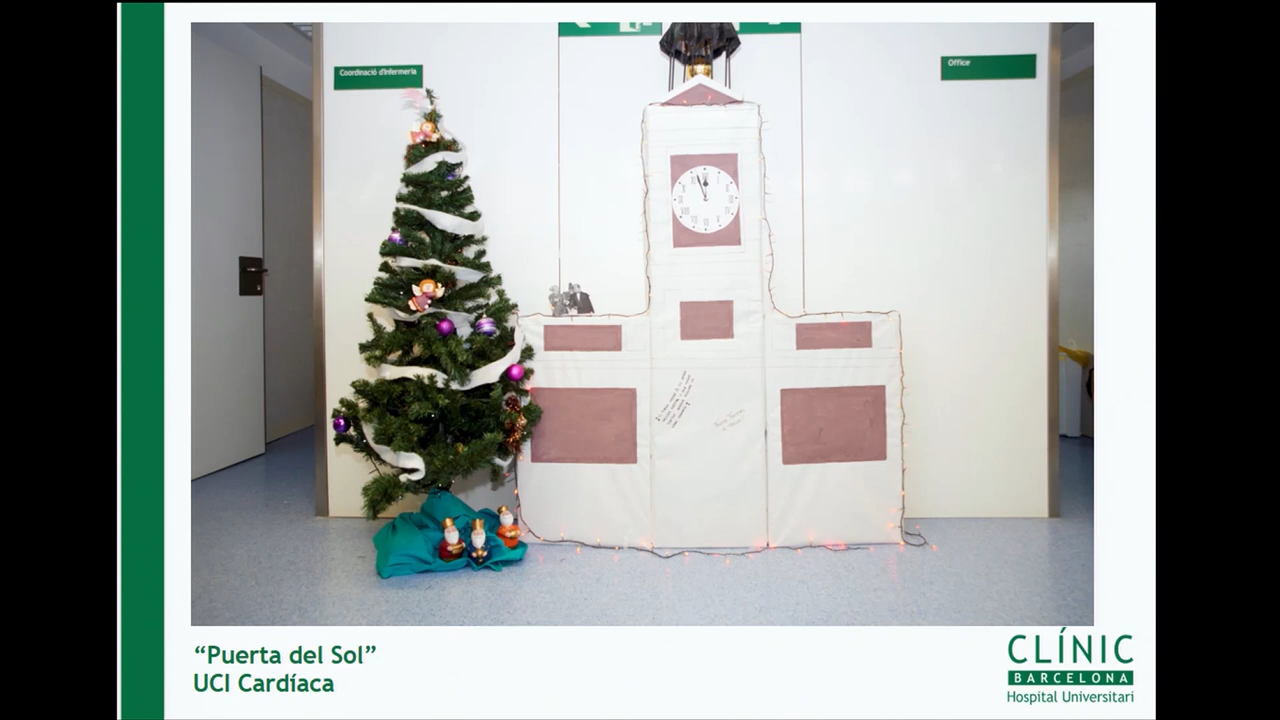 Coordinació d'Infermeria
Office
“Puerta del Sol”
UCI Cardíaca
CLÍNIC
BARCELONA
Hospital Universitari